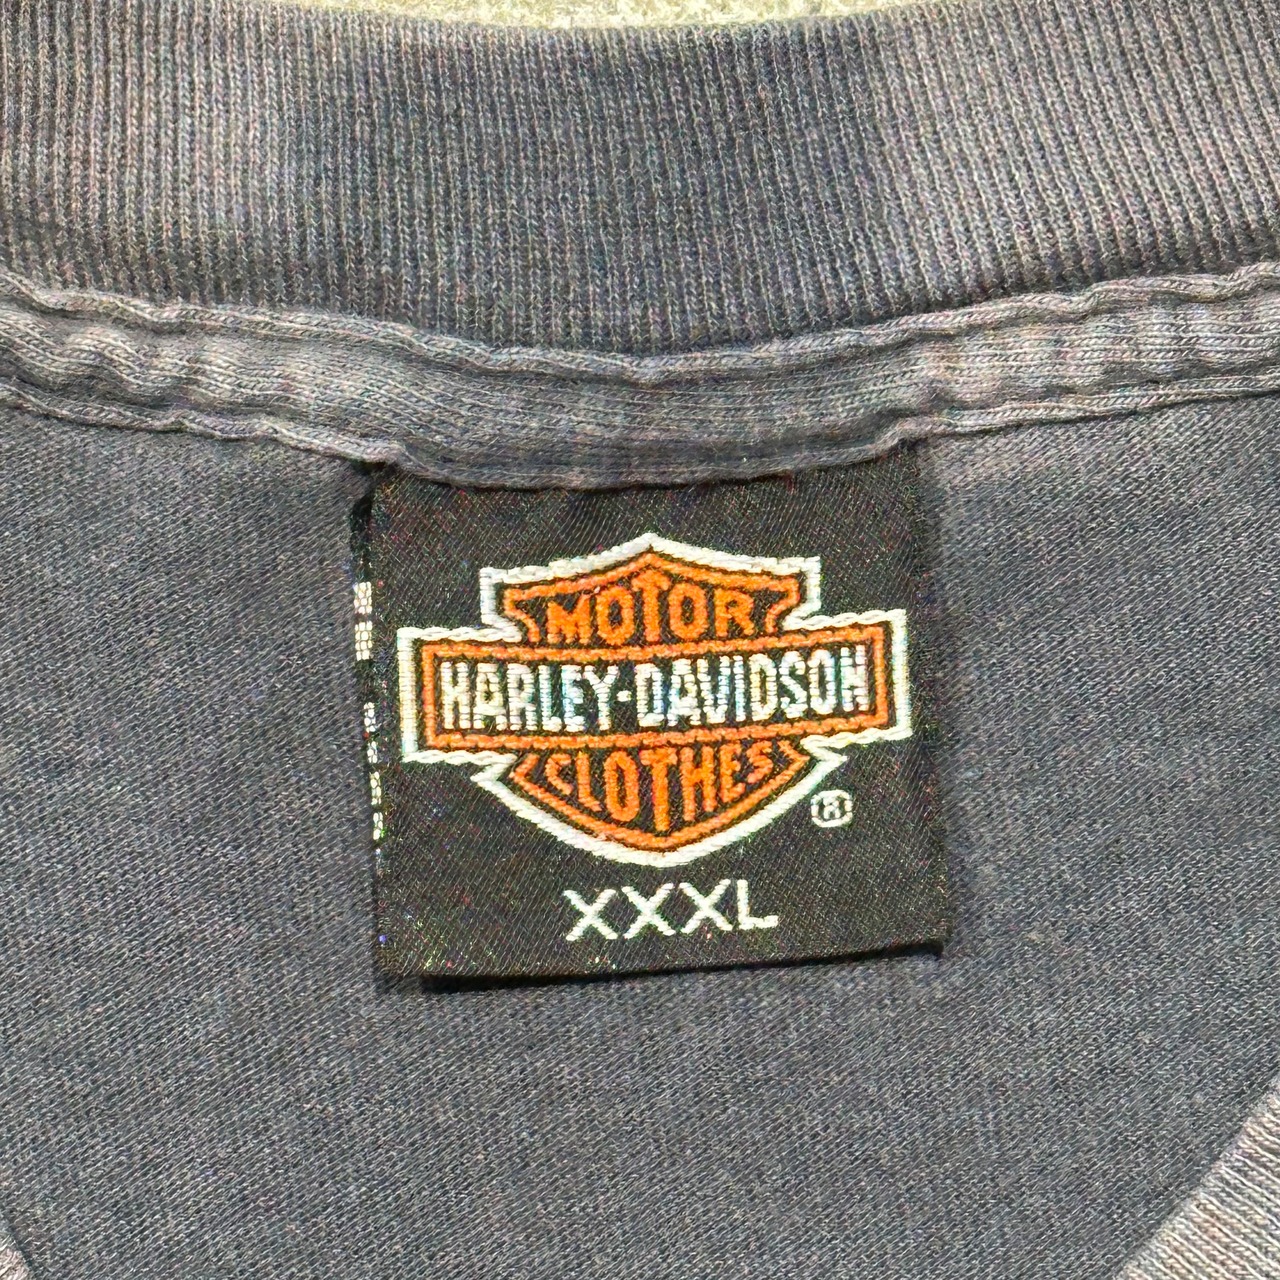 MOTOR
HARLEY-DAVIDSON
CLOTHES
®
XXXL